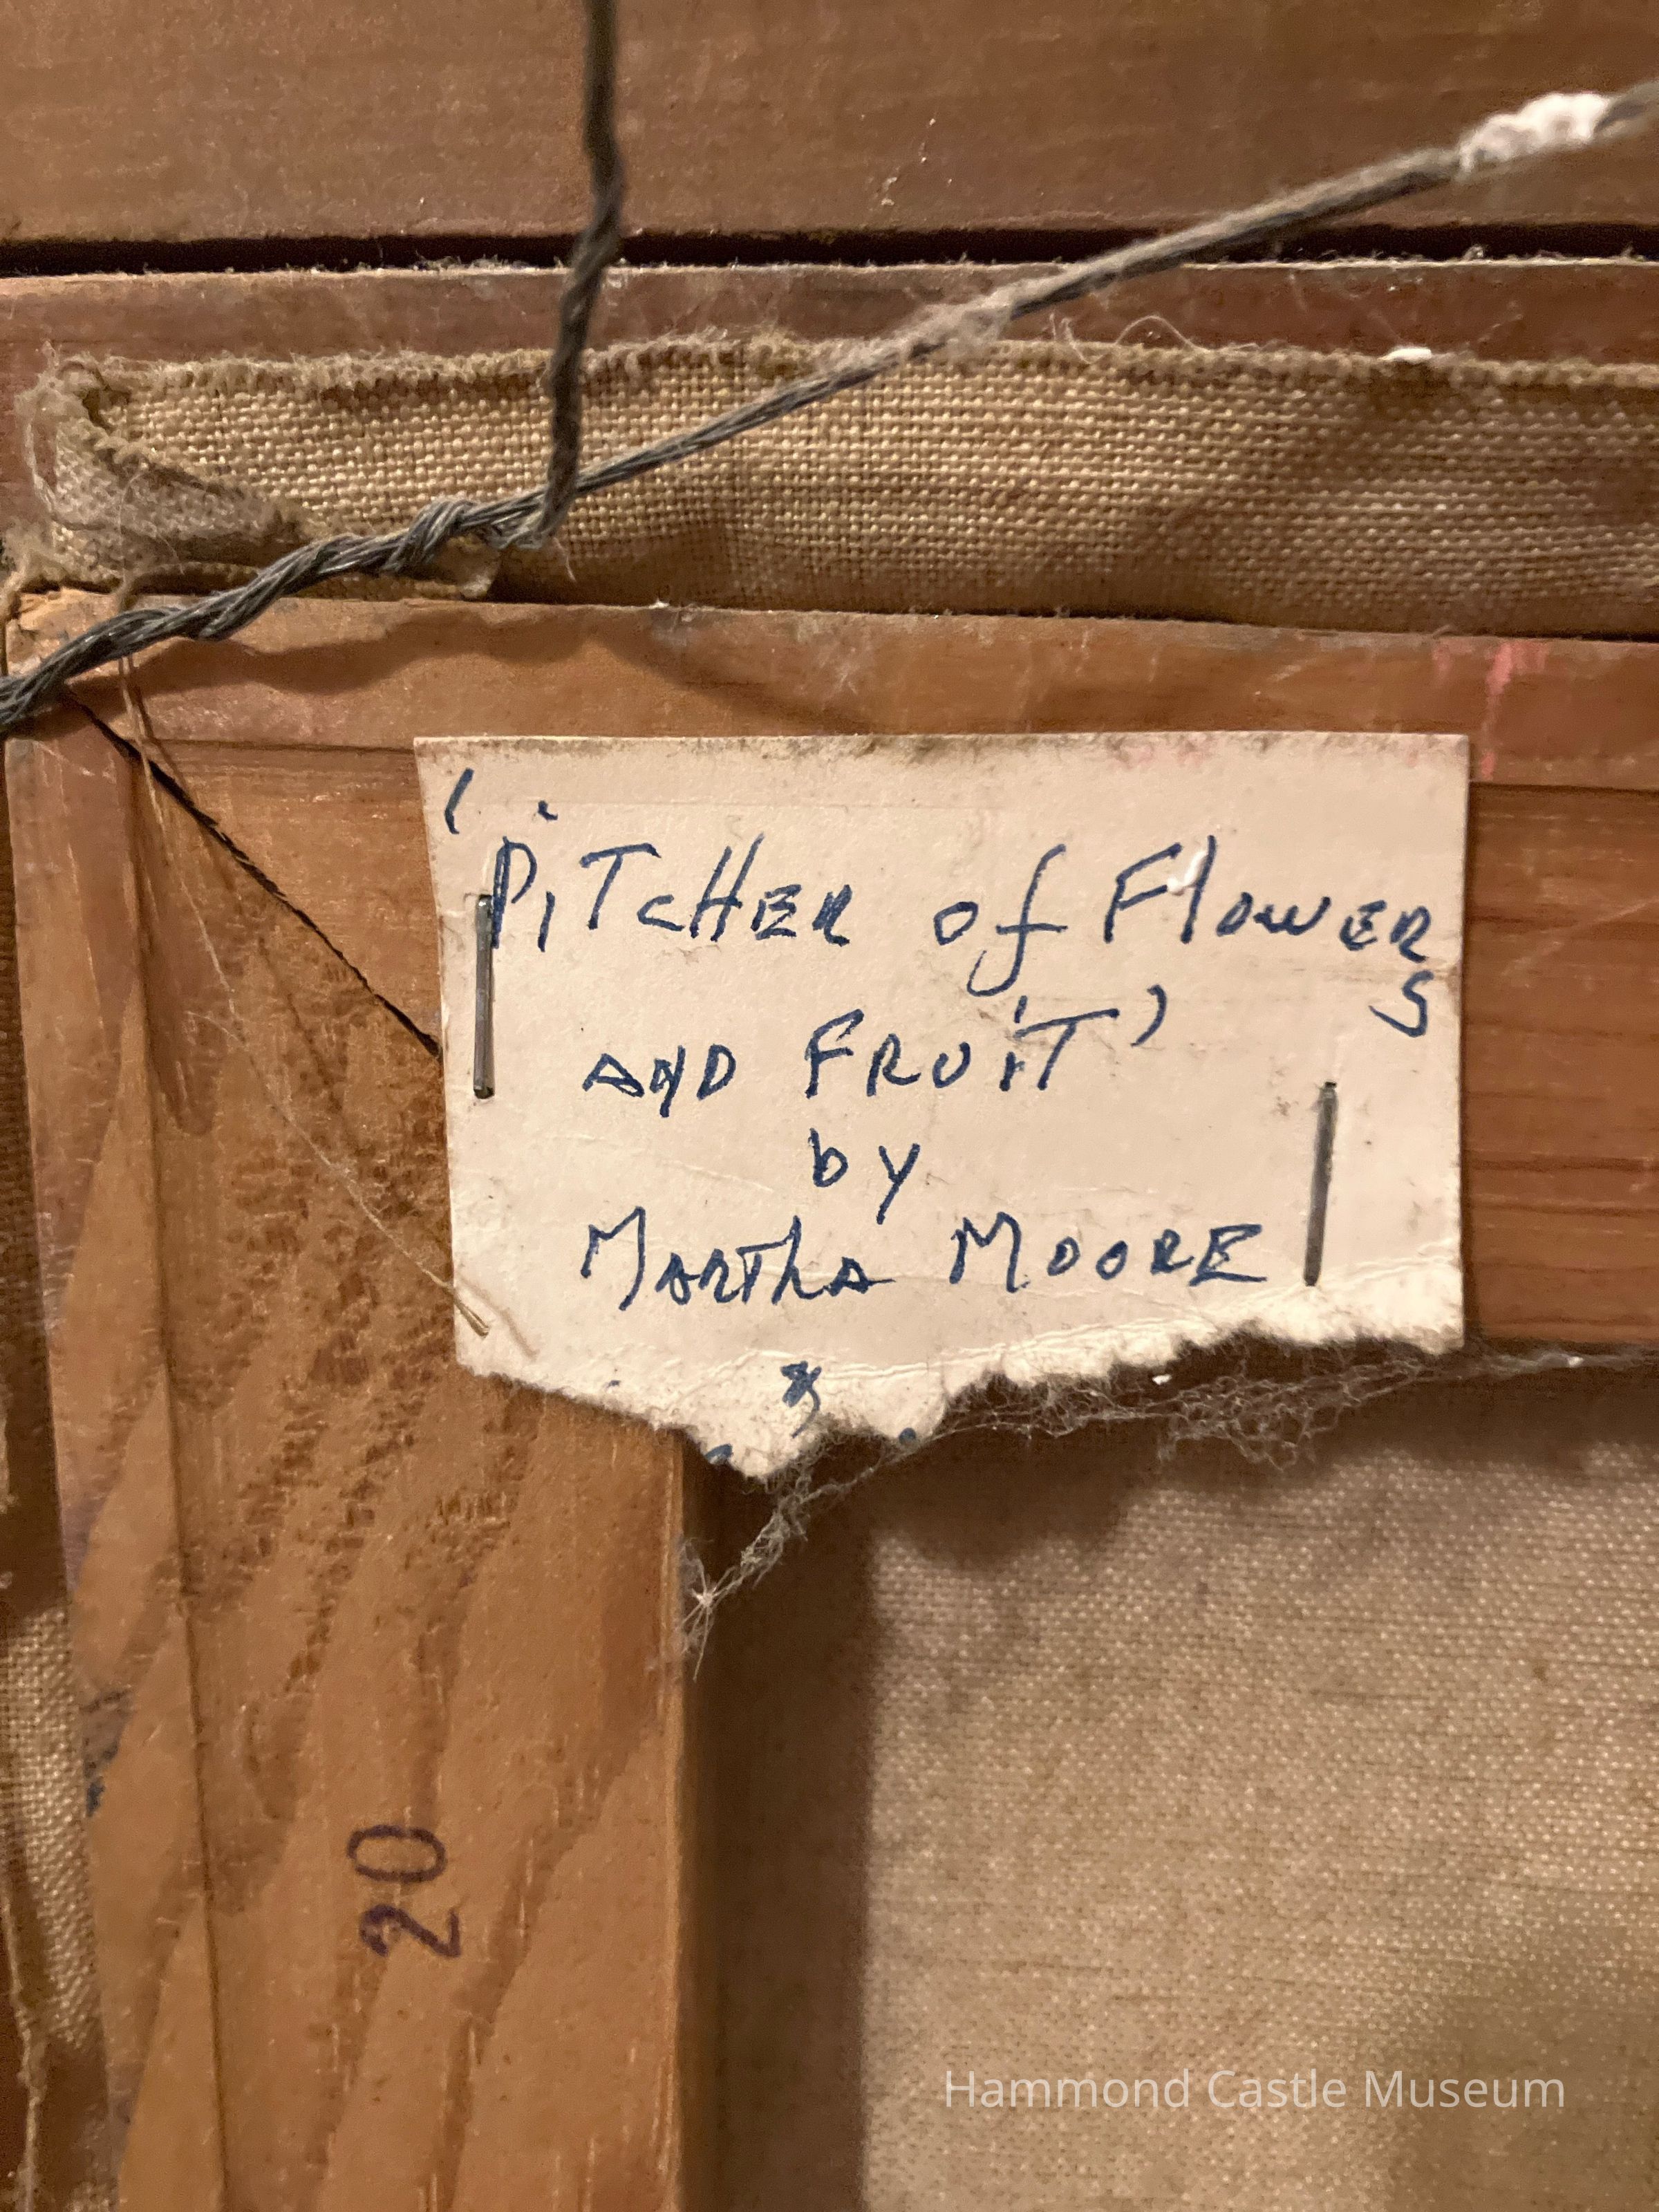 'PiTCHER of FlowERS
AND FRUiT'
by
MARThA MOORE
20
Hammond Castle Museum